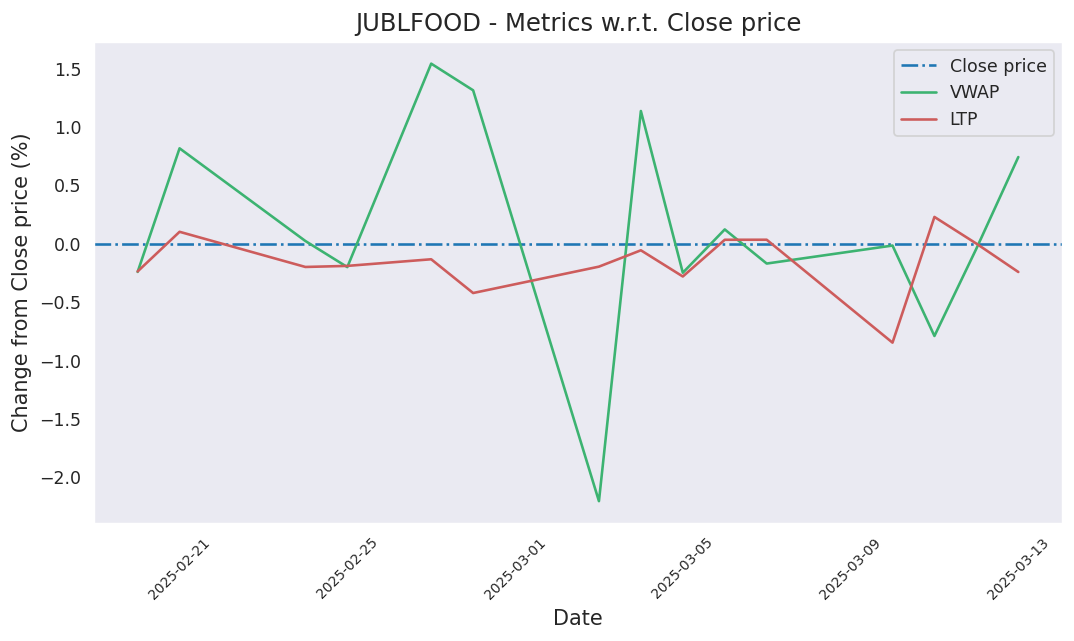 JUBLFOOD - Metrics w.r.t. Close price
Close price
VWAP
LTP
Change from Close price (%)
1.5
1.0
0.5
0.0
−0.5
−1.0
−1.5
−2.0
2025-02-21
2025-02-25
2025-03-01
2025-03-05
2025-03-09
2025-03-13
Date